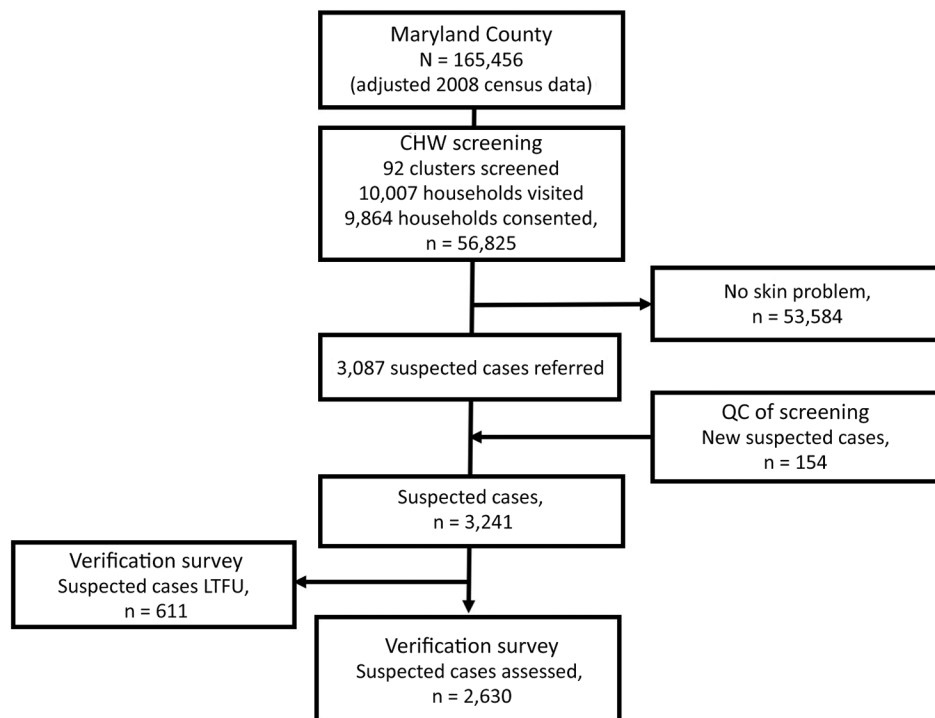 Maryland County
N = 165,456
(adjusted 2008 census data)
CHW screening
92 clusters screened
10,007 households visited
9,864 households consented,
n = 56,825
No skin problem,
n = 53,584
3,087 suspected cases referred
QC of screening
New suspected cases,
n = 154
Suspected cases,
n = 3,241
Verification survey
Suspected cases LTFU,
n = 611
Verification survey
Suspected cases assessed,
n = 2,630